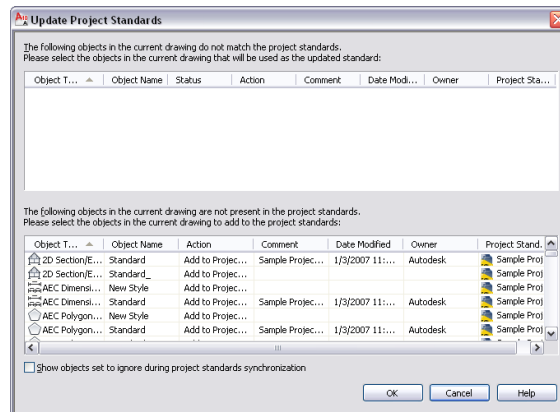 Update Project Standards
The following objects in the current drawing do not match the project standards.
Please select the objects in the current drawing that will be used as the updated standard:
Object T... Object Name Status Action Comment Date Modi... Owner Project Sta...
The following objects in the current drawing are not present in the project standards.
Please select the objects in the current drawing to add to the project standards:
Object T... Object Name Action Comment Date Modified Owner Project Stand.
2D Section/E... Standard Add to Projec... Sample Projec... 1/3/2007 11:... Autodesk Sample Proj
2D Section/E... Standard_ Add to Projec... Sample Proj
AEC Dimensi... New Style Add to Projec... Sample Proj
AEC Dimensi... Standard Add to Projec... Sample Projec... 1/3/2007 11:... Autodesk Sample Proj
AEC Polygon... New Style Add to Projec... Sample Proj
AEC Polygon... Standard Add to Projec... Sample Projec... 1/3/2007 11:... Autodesk Sample Proj
Show objects set to ignore during project standards synchronization
OK Cancel Help